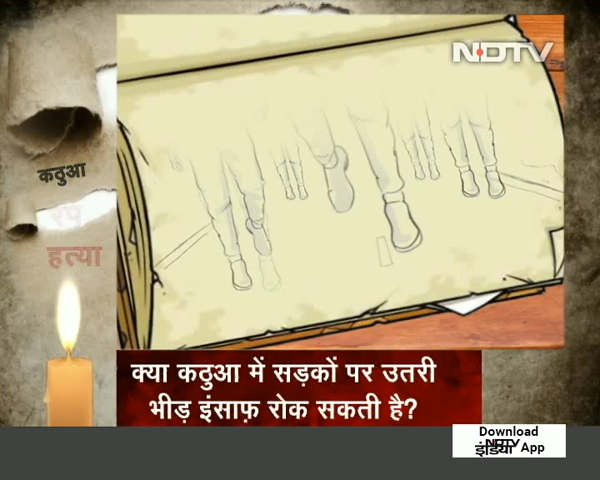 NDTV
कठुआ
रेप
हत्या
क्या कठुआ में सड़कों पर उतरी
भीड़ इंसाफ़ रोक सकती है?
Download
NDTV
इंडिया App